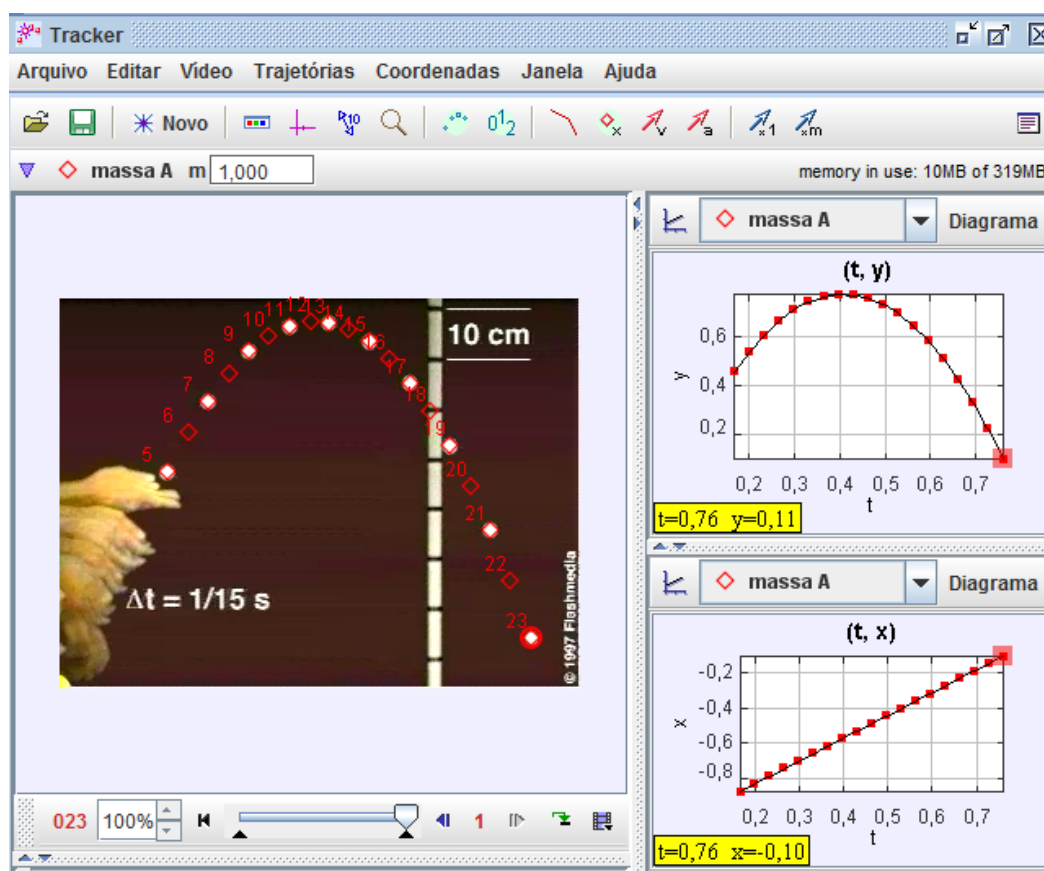 Tracker
Arquivo Editar Vídeo Trajetórias Coordenadas Janela Ajuda
Novo
massa A m 1,000
memory in use: 10MB of 319MB
massa A Diagrama
(t, y)
0,6
0,4
0,2
y
0,2 0,3 0,4 0,5 0,6 0,7
t
t=0,76 y=0,11
massa A Diagrama
(t, x)
-0,2
-0,4
-0,6
-0,8
x
0,2 0,3 0,4 0,5 0,6 0,7
t
t=0,76 x=-0,10
10 cm
5
6
7
8
9
10
11
12
13
14
15
16
17
18
19
20
21
22
23
Δt = 1/15 s
© 1997 Flashmedia
023 100% 1